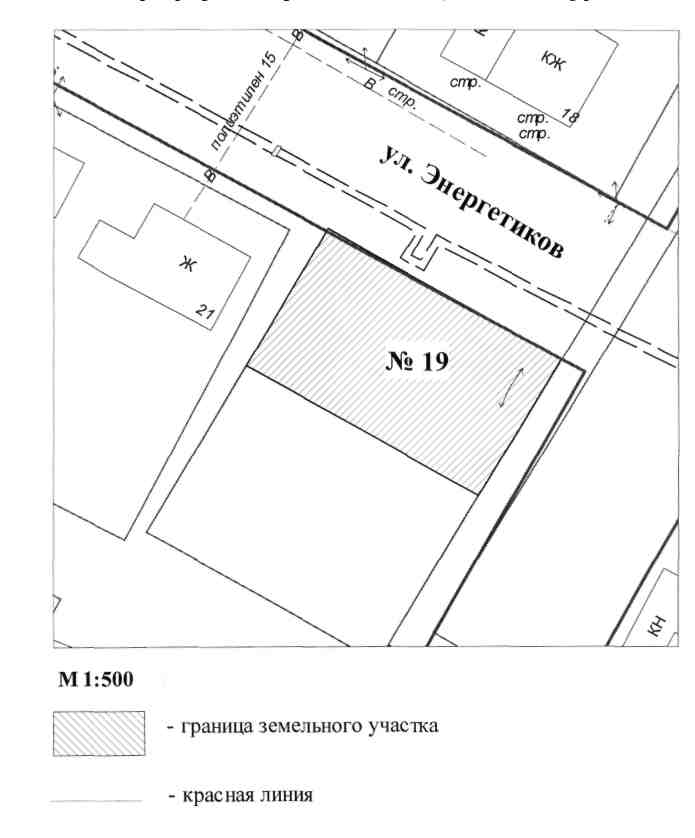 В
КЖ
18
стр.
стр.
стр.
В стр.
полиэтилен 15
В
ул. Энергетиков
Ж
21
№ 19
КН
М 1:500
- граница земельного участка
- красная линия